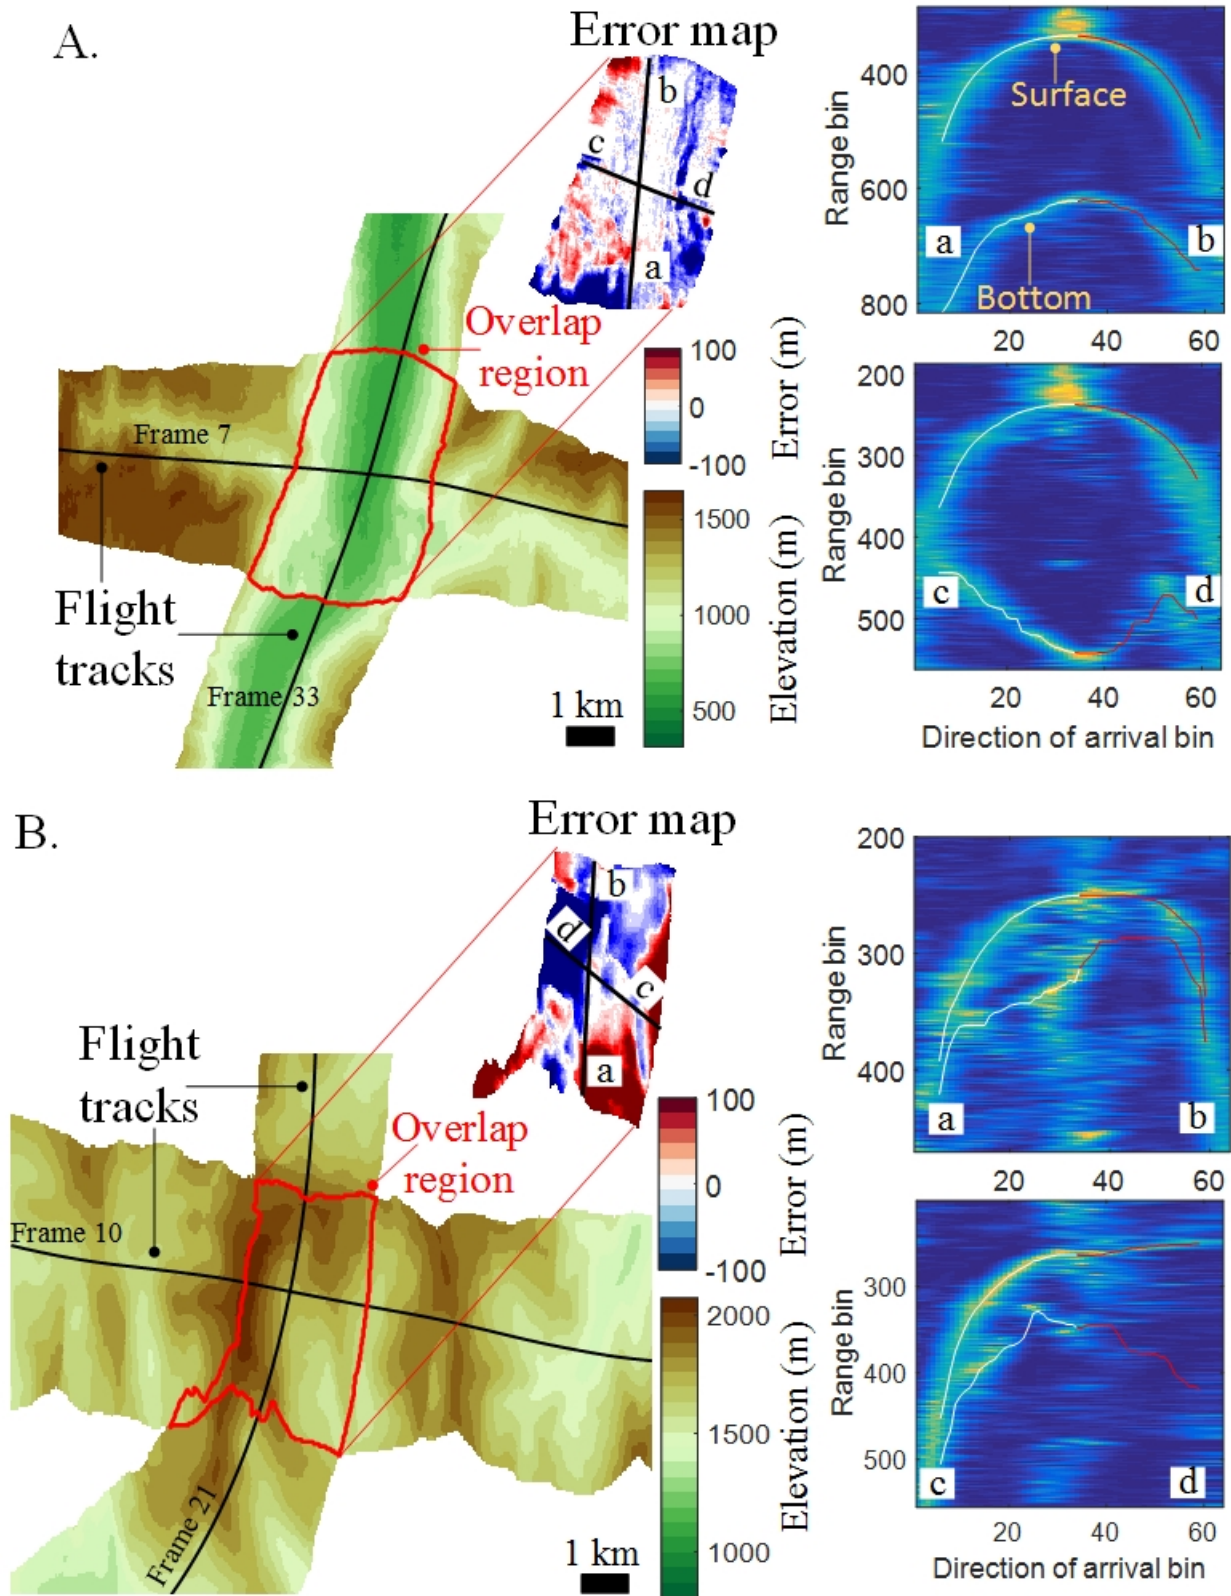 A.
Error map
b
c
d
a
Overlap
region
Frame 7
Flight
tracks
Frame 33
1 km
100
0
-100
Error (m)
1500
1000
500
Elevation (m)
400
600
800
Range bin
Surface
a
b
Bottom
20
40
60
200
300
400
500
Range bin
c
d
20
40
60
Direction of arrival bin
B.
Error map
b
d
c
a
Flight
tracks
Overlap
region
Frame 10
Frame 21
1 km
100
0
-100
Error (m)
2000
1500
1000
Elevation (m)
200
300
400
Range bin
a
b
20
40
60
300
400
500
Range bin
c
d
20
40
60
Direction of arrival bin